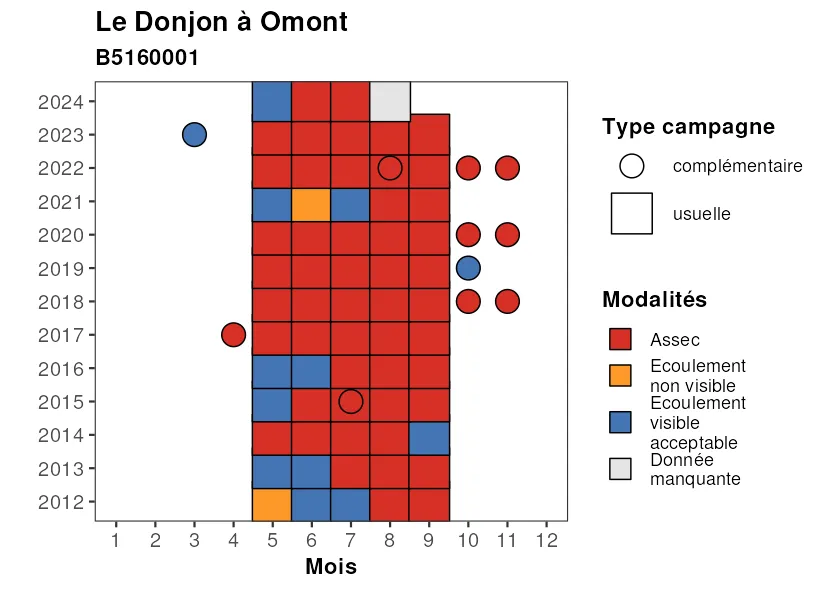 Le Donjon à Omont
B5160001
2024
2023
2022
2021
2020
2019
2018
2017
2016
2015
2014
2013
2012
1 2 3 4 5 6 7 8 9 10 11 12
Mois
Type campagne
complémentaire
usuelle
Modalités
Assec
Ecoulement
non visible
Ecoulement
visible
acceptable
Donnée
manquante